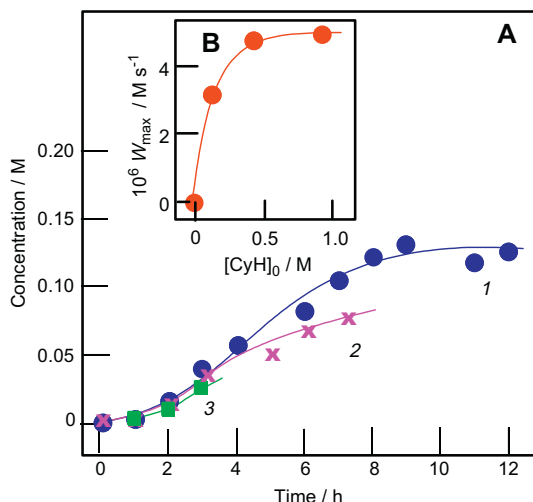 B
A
4
2
0
10⁶ W_max / M s⁻¹
0 0.5 1.0
[CyH]₀ / M
0.20
0.15
0.10
0.05
0
Concentration / M
1
2
3
0 2 4 6 8 10 12
Time / h